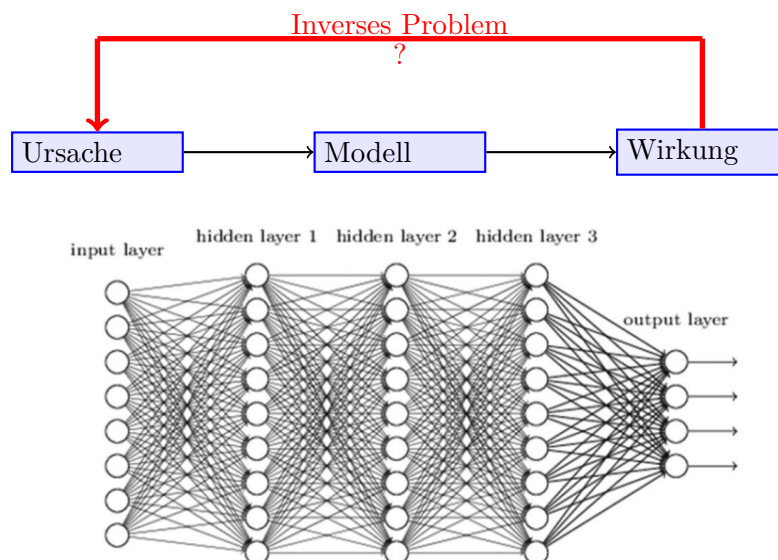 Inverses Problem
?
Ursache
Modell
Wirkung
input layer
hidden layer 1
hidden layer 2
hidden layer 3
output layer